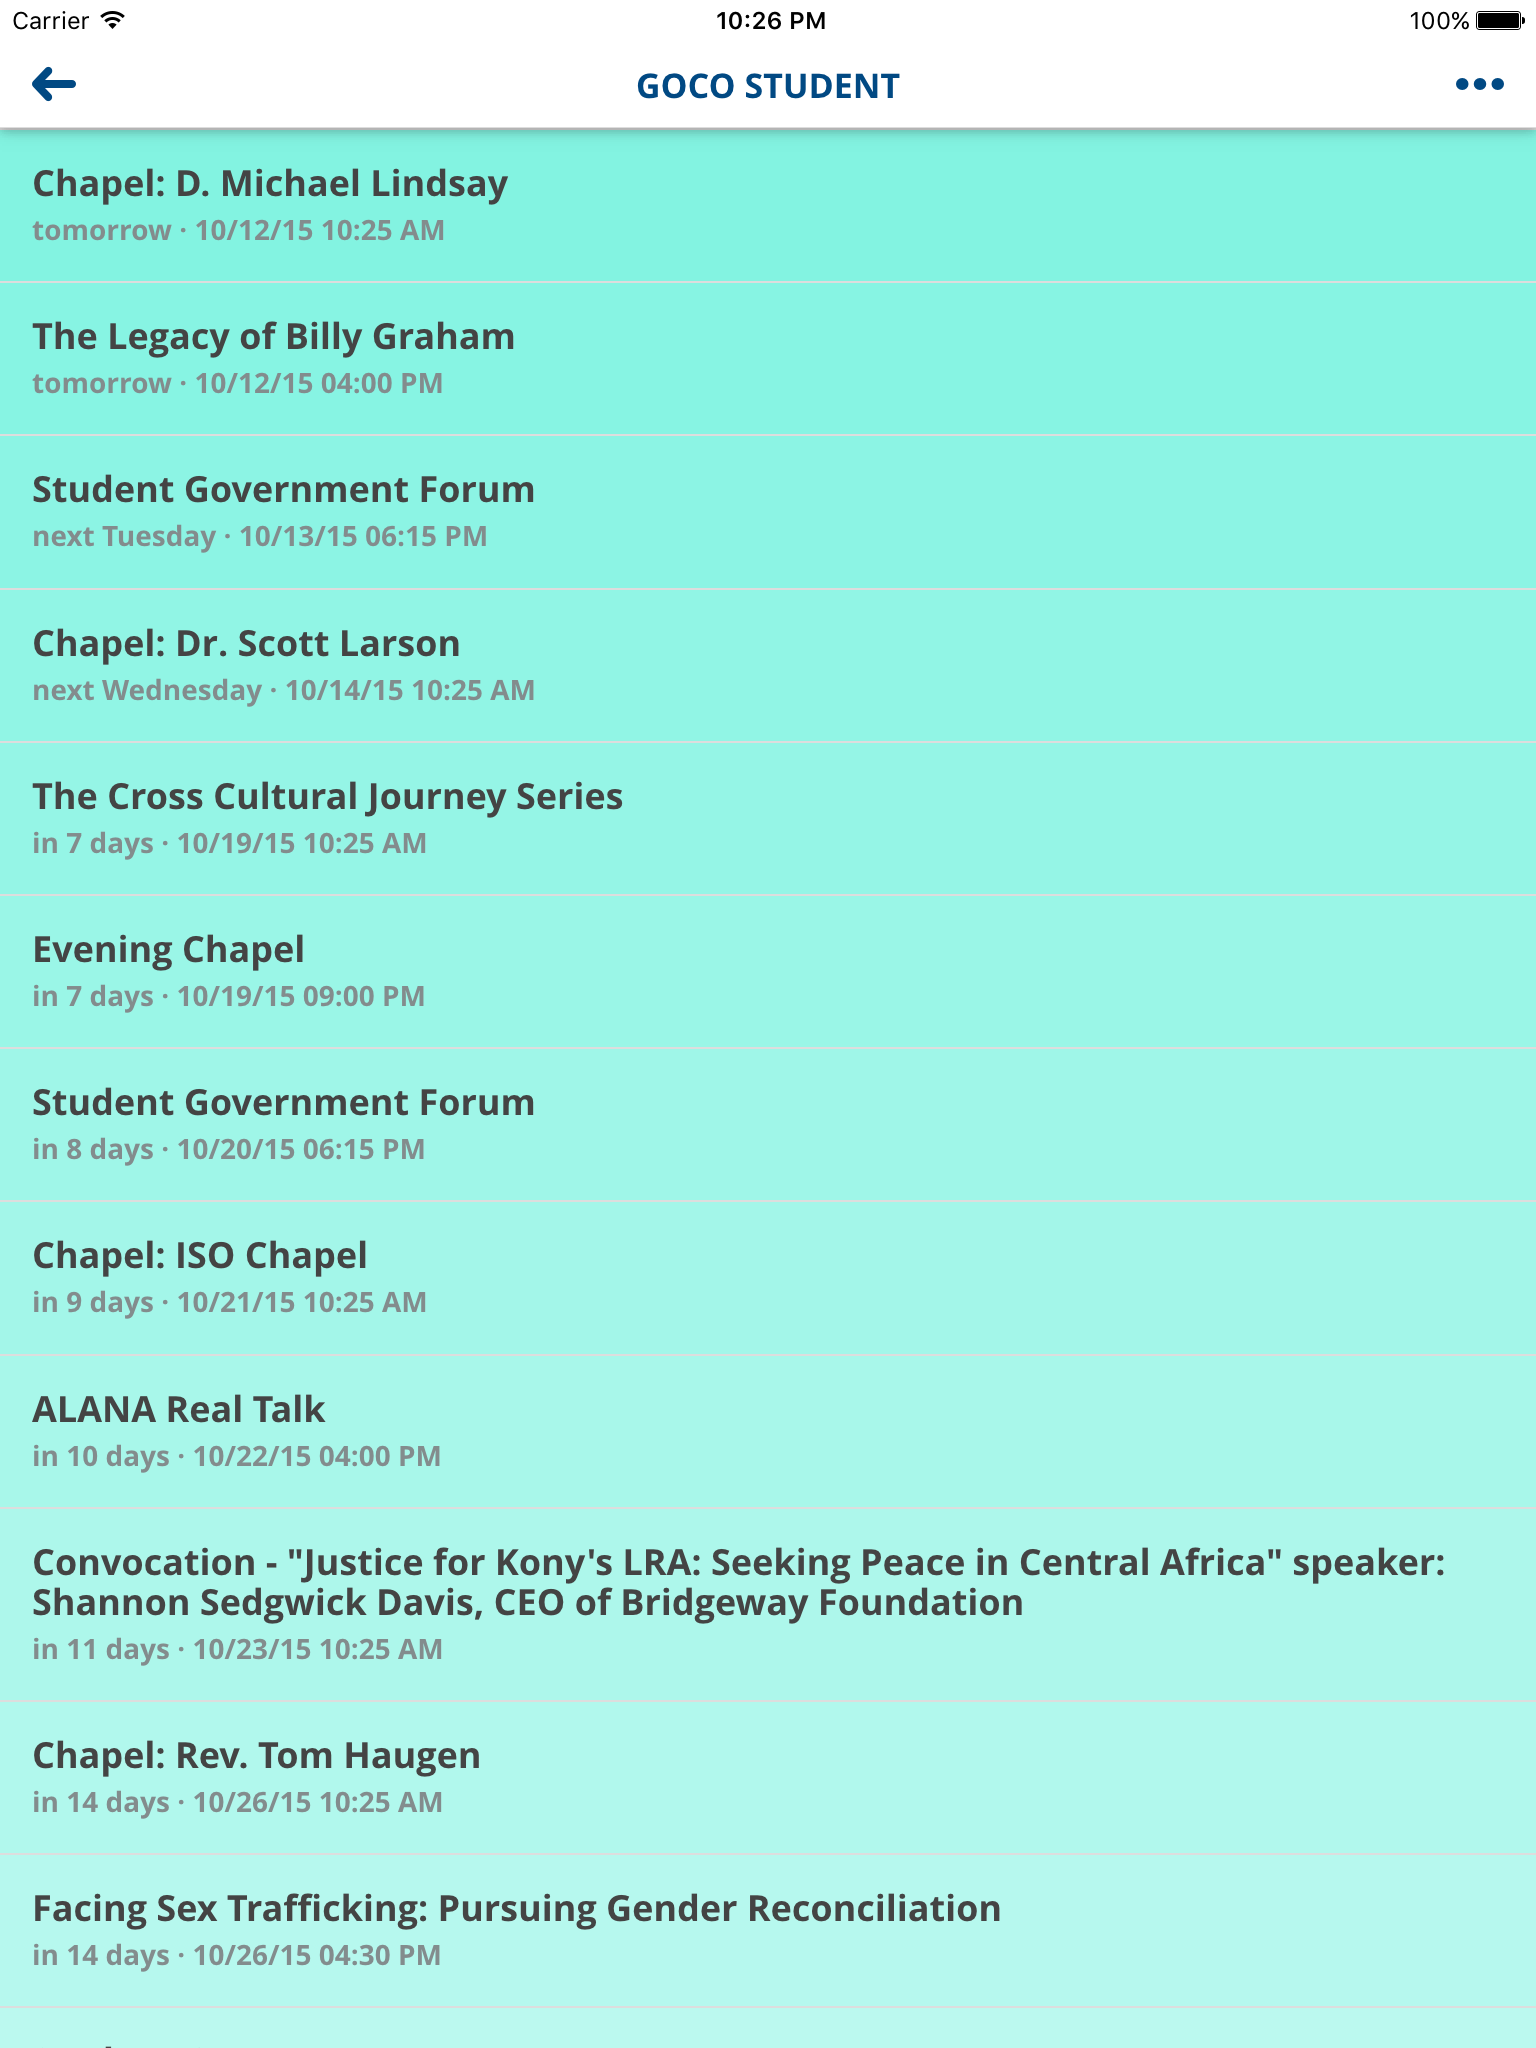 Carrier
10:26 PM
100%
GOCO STUDENT
Chapel: D. Michael Lindsay
tomorrow · 10/12/15 10:25 AM
The Legacy of Billy Graham
tomorrow · 10/12/15 04:00 PM
Student Government Forum
next Tuesday · 10/13/15 06:15 PM
Chapel: Dr. Scott Larson
next Wednesday · 10/14/15 10:25 AM
The Cross Cultural Journey Series
in 7 days · 10/19/15 10:25 AM
Evening Chapel
in 7 days · 10/19/15 09:00 PM
Student Government Forum
in 8 days · 10/20/15 06:15 PM
Chapel: ISO Chapel
in 9 days · 10/21/15 10:25 AM
ALANA Real Talk
in 10 days · 10/22/15 04:00 PM
Convocation - "Justice for Kony's LRA: Seeking Peace in Central Africa" speaker:
Shannon Sedgwick Davis, CEO of Bridgeway Foundation
in 11 days · 10/23/15 10:25 AM
Chapel: Rev. Tom Haugen
in 14 days · 10/26/15 10:25 AM
Facing Sex Trafficking: Pursuing Gender Reconciliation
in 14 days · 10/26/15 04:30 PM